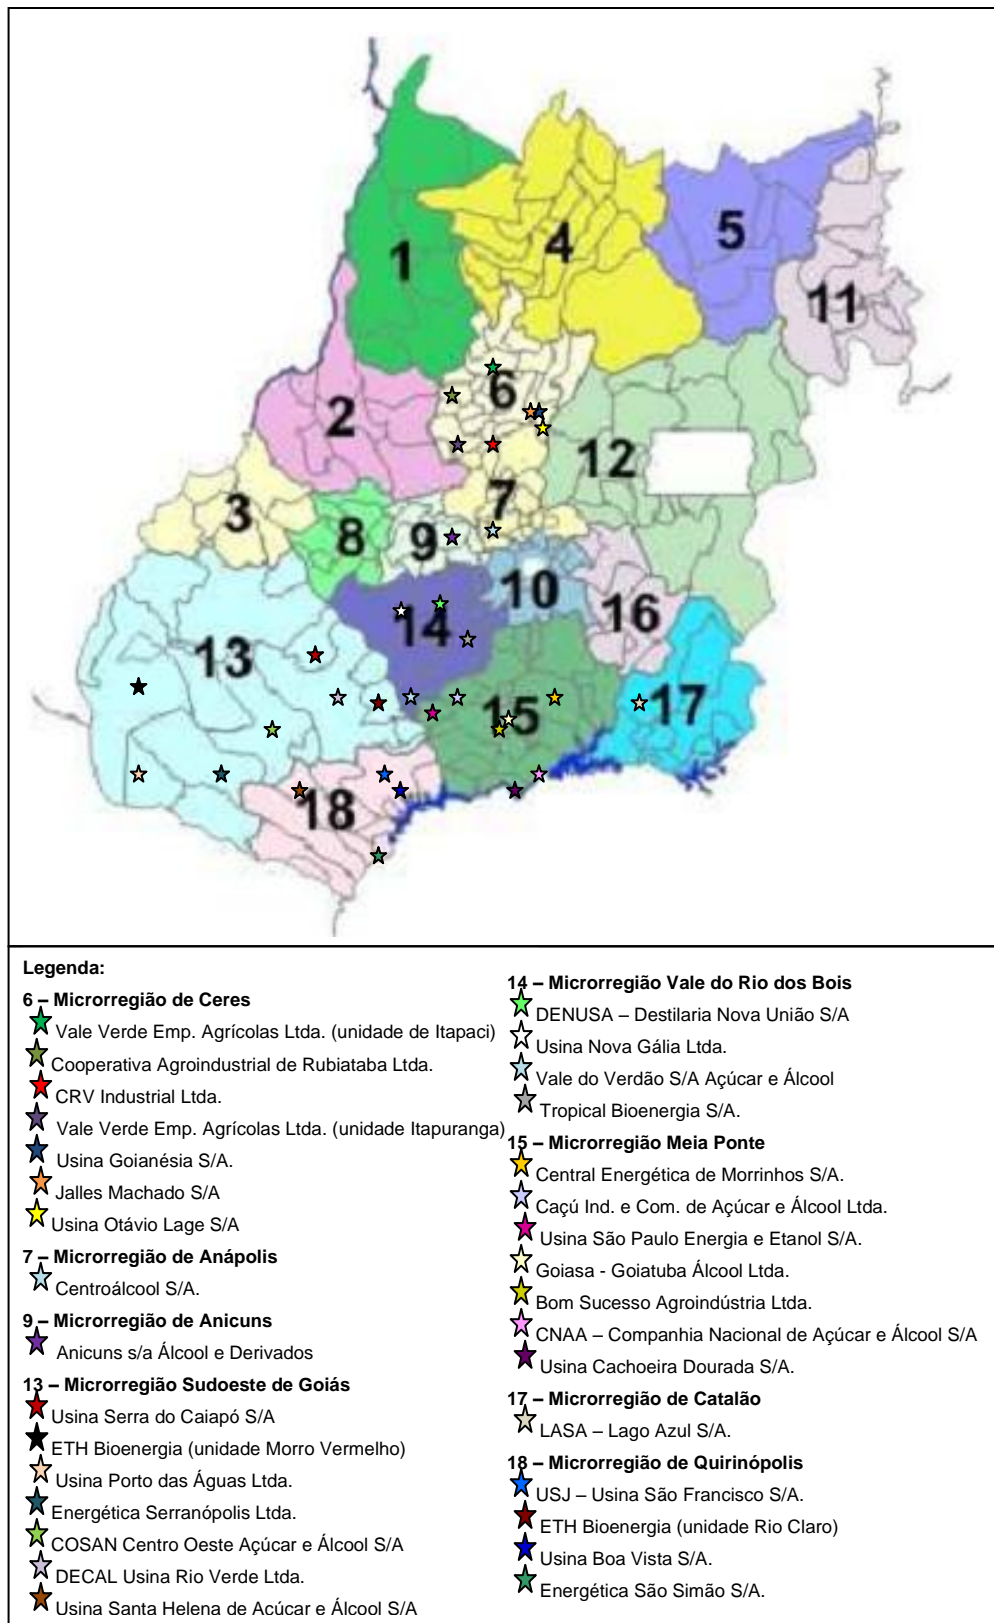 1
4
5
11
6
2
12
7
3
8
9
10
14
16
13
17
15
18
Legenda:
6 – Microrregião de Ceres
Vale Verde Emp. Agrícolas Ltda. (unidade de Itapaci)
Cooperativa Agroindustrial de Rubiataba Ltda.
CRV Industrial Ltda.
Vale Verde Emp. Agrícolas Ltda. (unidade Itapuranga)
Usina Goianésia S/A.
Jalles Machado S/A
Usina Otávio Lage S/A
7 – Microrregião de Anápolis
Centroálcool S/A.
9 – Microrregião de Anicuns
Anicuns s/a Álcool e Derivados
13 – Microrregião Sudoeste de Goiás
Usina Serra do Caiapó S/A
ETH Bioenergia (unidade Morro Vermelho)
Usina Porto das Águas Ltda.
Energética Serranópolis Ltda.
COSAN Centro Oeste Açúcar e Álcool S/A
DECAL Usina Rio Verde Ltda.
Usina Santa Helena de Açúcar e Álcool S/A
14 – Microrregião Vale do Rio dos Bois
DENUSA – Destilaria Nova União S/A
Usina Nova Gália Ltda.
Vale do Verdão S/A Açúcar e Álcool
Tropical Bioenergia S/A.
15 – Microrregião Meia Ponte
Central Energética de Morrinhos S/A.
Caçú Ind. e Com. de Açúcar e Álcool Ltda.
Usina São Paulo Energia e Etanol S/A.
Goiasa - Goiatuba Álcool Ltda.
Bom Sucesso Agroindústria Ltda.
CNAA – Companhia Nacional de Açúcar e Álcool S/A
Usina Cachoeira Dourada S/A.
17 – Microrregião de Catalão
LASA – Lago Azul S/A.
18 – Microrregião de Quirinópolis
USJ – Usina São Francisco S/A.
ETH Bioenergia (unidade Rio Claro)
Usina Boa Vista S/A.
Energética São Simão S/A.